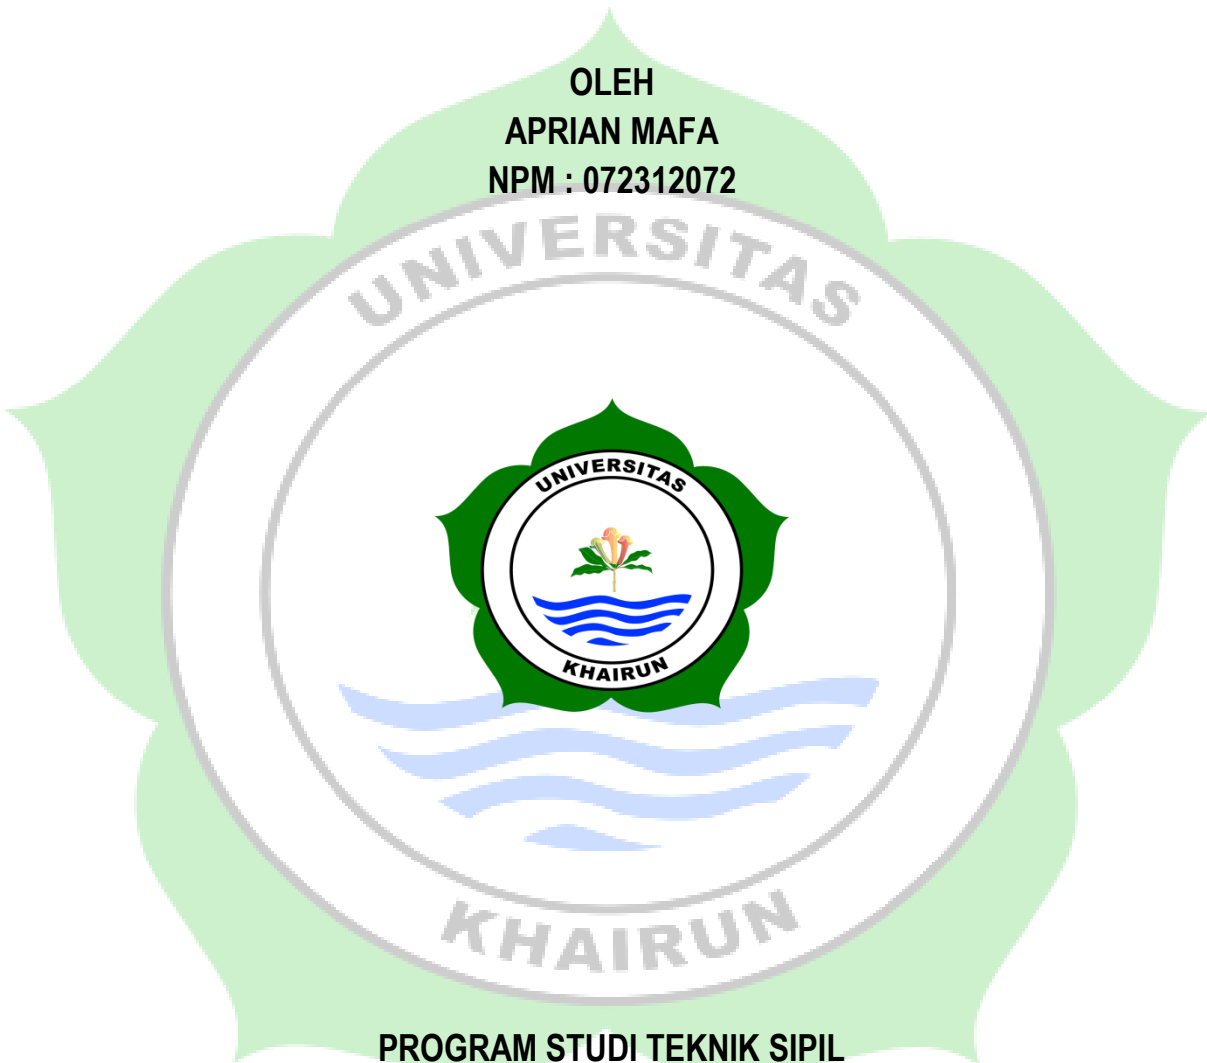 OLEH
APRIAN MAFA
NPM : 072312072
UNIVERSITAS
UNIVERSITAS
KHAIRUN
KHAIRUN
PROGRAM STUDI TEKNIK SIPIL